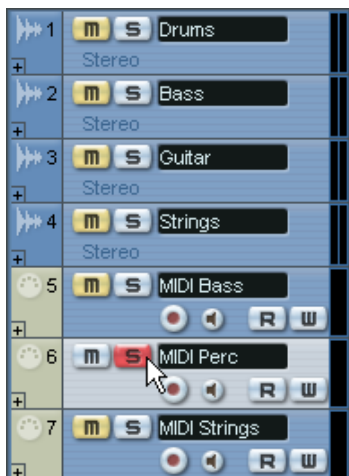 1 m S Drums
+ Stereo
2 m S Bass
+ Stereo
3 m S Guitar
+ Stereo
4 m S Strings
+ Stereo
5 m S MIDI Bass
+ R W
6 m S MIDI Perc
+ R W
7 m S MIDI Strings
+ R W